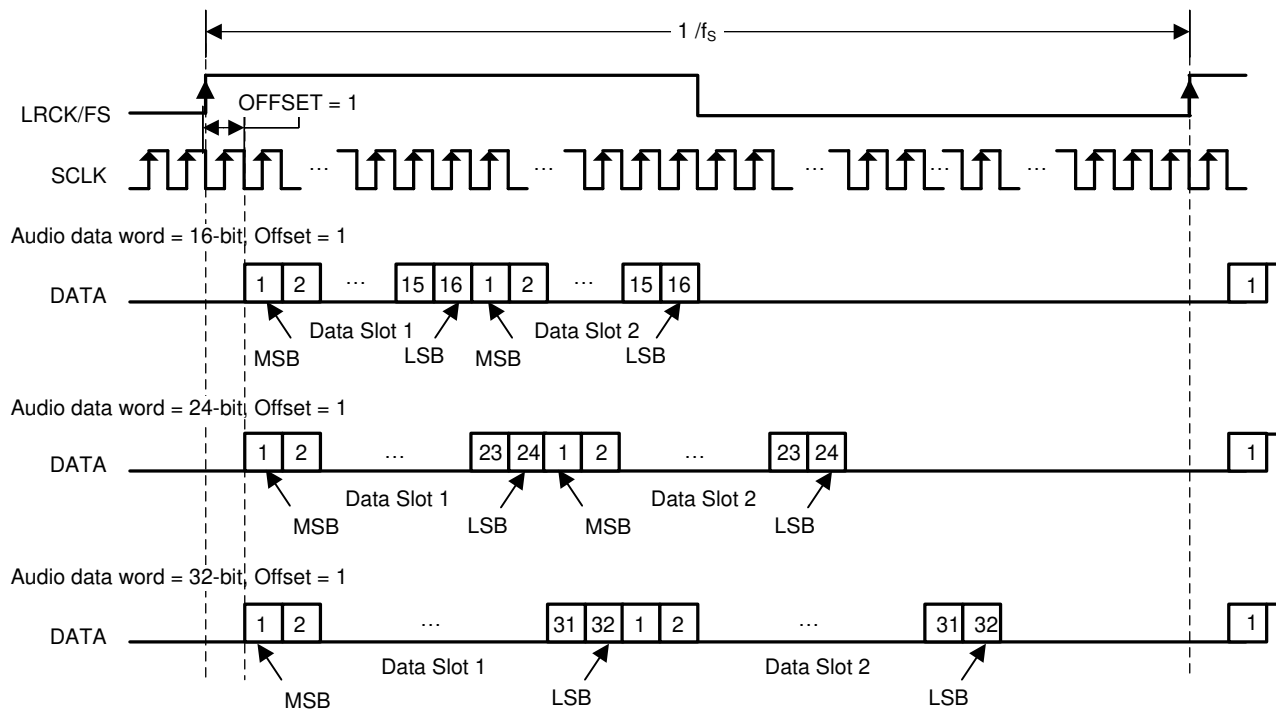 1 /fS
LRCK/FS
OFFSET = 1
SCLK
… … … … …
Audio data word = 16-bit, Offset = 1
DATA
1 2 … 15 16 1 2 … 15 16 1
Data Slot 1 Data Slot 2
MSB LSB MSB LSB
Audio data word = 24-bit, Offset = 1
DATA
1 2 … 23 24 1 2 … 23 24 1
Data Slot 1 Data Slot 2
MSB LSB MSB LSB
Audio data word = 32-bit, Offset = 1
DATA
1 2 … 31 32 1 2 … 31 32 1
Data Slot 1 Data Slot 2
MSB LSB LSB